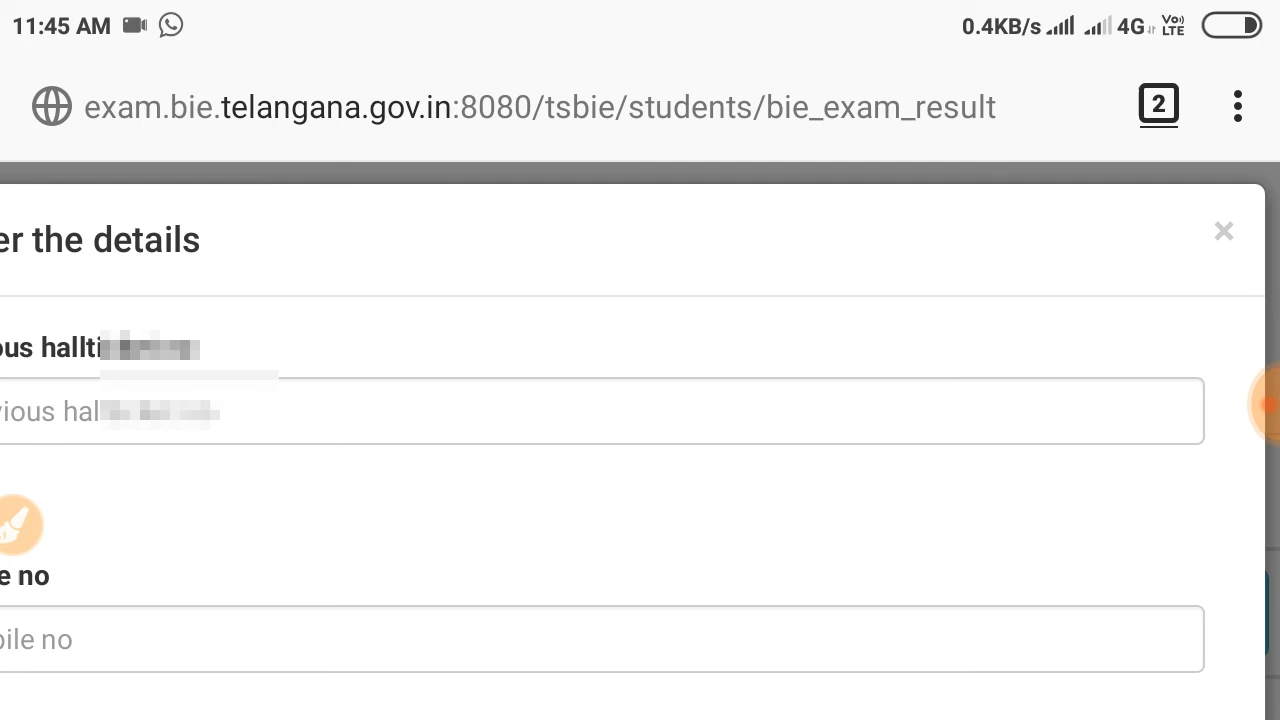 11:45 AM 0.4KB/s 4G Vo) LTE
exam.bie.telangana.gov.in:8080/tsbie/students/bie_exam_result 2
er the details ×
ous hallti
vious hal
e no
bile no